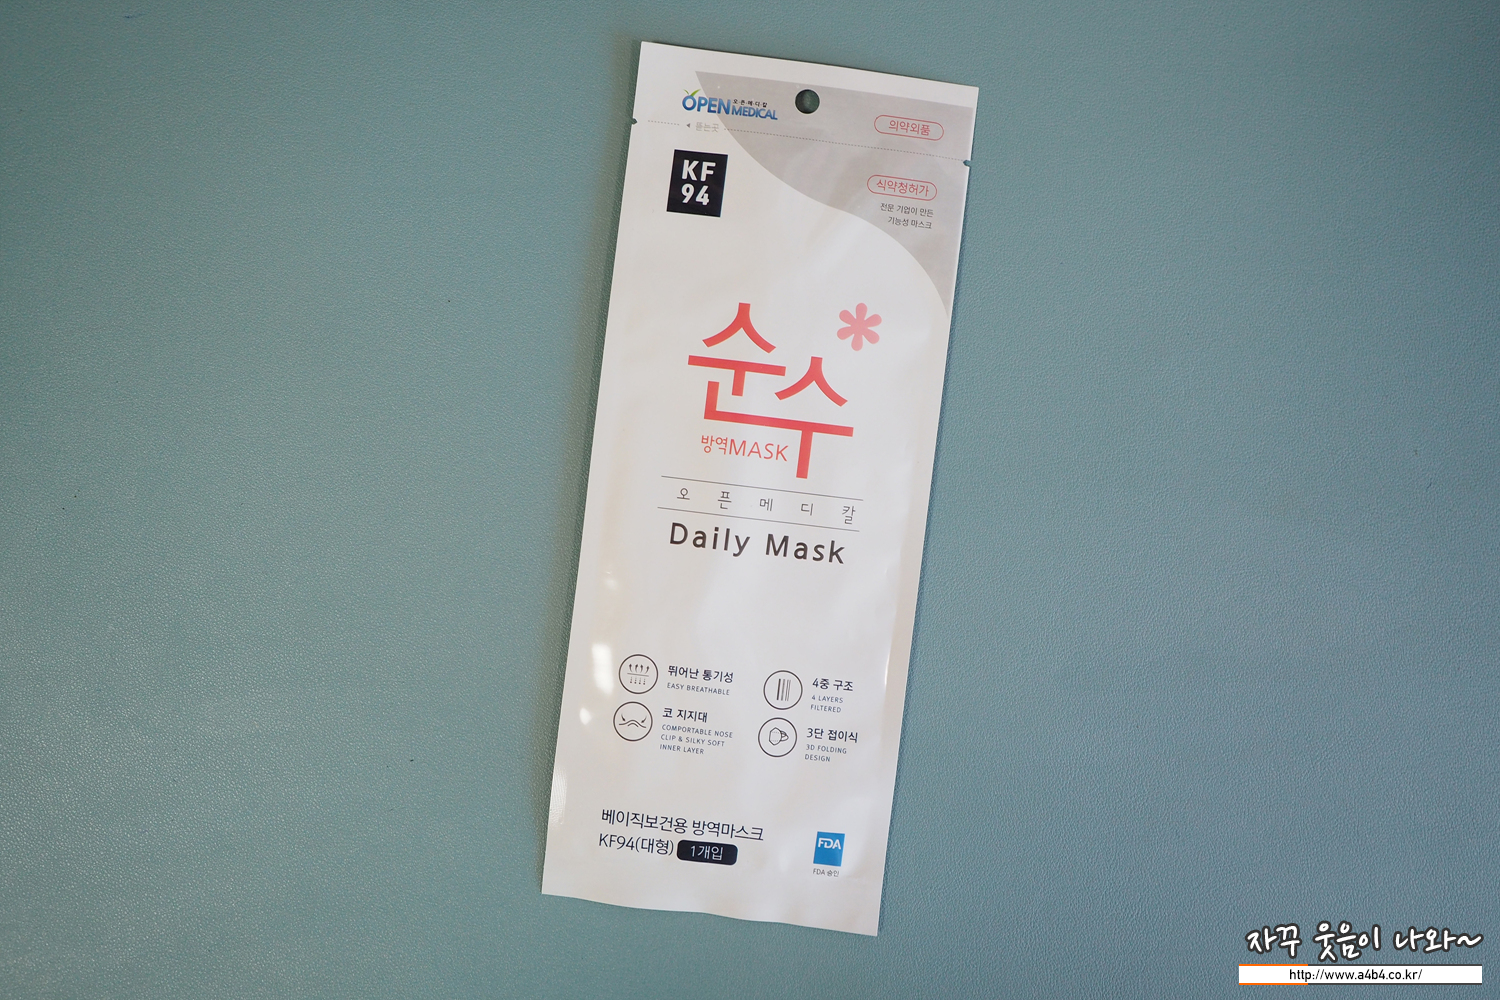 OPEN 오·픈·메·디·칼
MEDICAL
뜯는곳
의약외품
KF
94
식약청허가
전문 기업이 만든
기능성 마스크
순수
방역MASK
오픈메디칼
Daily Mask
뛰어난 통기성
EASY BREATHABLE
4중 구조
4 LAYERS
FILTERED
코 지지대
COMPORTABLE NOSE
CLIP & SILKY SOFT
INNER LAYER
3단 접이식
3D FOLDING
DESIGN
베이직보건용 방역마스크
KF94(대형) 1개입
FDA
FDA 승인
자꾸 웃음이 나와~
http://www.a4b4.co.kr/